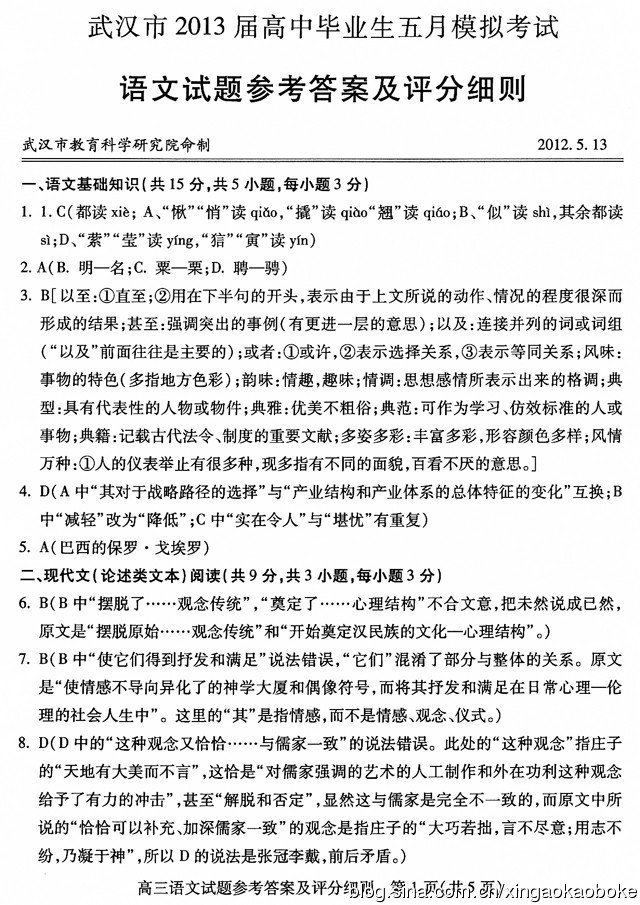 武汉市 2013 届高中毕业生五月模拟考试
语文试题参考答案及评分细则
武汉市教育科学研究院命制 2012.5.13
一、语文基础知识(共 15 分,共 5 小题,每小题 3 分)
1. 1. C(都读 xiè; A、“楸”“悄”读 qiǎo,“撬”读 qiào“翘”读 qiáo;B、“似”读 shì,其余都读
sì;D、“萦”“莹”读 yíng,“狺”“寅”读 yín)
2. A(B. 明—名;C. 粟—栗;D. 聘—骋)
3. B[以至:①直至;②用在下半句的开头,表示由于上文所说的动作、情况的程度很深而
形成的结果;甚至:强调突出的事例(有更进一层的意思);以及:连接并列的词或词组
(“以及”前面往往是主要的);或者:①或许,②表示选择关系,③表示等同关系;风味:
事物的特色(多指地方色彩);韵味:情趣,趣味;情调:思想感情所表示出来的格调;典
型:具有代表性的人物或物件;典雅:优美不粗俗;典范:可作为学习、仿效标准的人或
事物;典籍:记载古代法令、制度的重要文献;多姿多彩:丰富多彩,形容颜色多样;风情
万种:①人的仪表举止有很多种,现多指有不同的面貌,百看不厌的意思。]
4. D(A 中“其对于战略路径的选择”与“产业结构和产业体系的总体特征的变化”互换;B
中“减轻”改为“降低”;C 中“实在令人”与“堪忧”有重复)
5. A(巴西的保罗·戈埃罗)
二、现代文(论述类文本)阅读(共 9 分,共 3 小题,每小题 3 分)
6. B(B 中“摆脱了……观念传统”,“奠定了……心理结构”不合文意,把未然说成已然,
原文是“摆脱原始……观念传统”和“开始奠定汉民族的文化—心理结构”。)
7. B(B 中“使它们得到抒发和满足”说法错误,“它们”混淆了部分与整体的关系。原文
是“使情感不导向异化了的神学大厦和偶像符号,而将其抒发和满足在日常心理—伦
理的社会人生中”。这里的“其”是指情感,而不是情感、观念、仪式。)
8. D(D 中的“这种观念又恰恰……与儒家一致”的说法错误。此处的“这种观念”指庄子
的“天地有大美而不言”,这恰是“对儒家强调的艺术的人工制作和外在功利这种观念
给予了有力的冲击”,甚至“解脱和否定”,显然这与儒家是完全不一致的,而原文中所
说的“恰恰可以补充、加深儒家一致”的观念是指庄子的“大巧若拙,言不尽意;用志不
纷,乃凝于神”,所以 D 的说法是张冠李戴,前后矛盾。)
高三语文试题参考答案及评分细则 第 1 页(共 5 页)
blog.sina.com.cn/xingaokaoboke